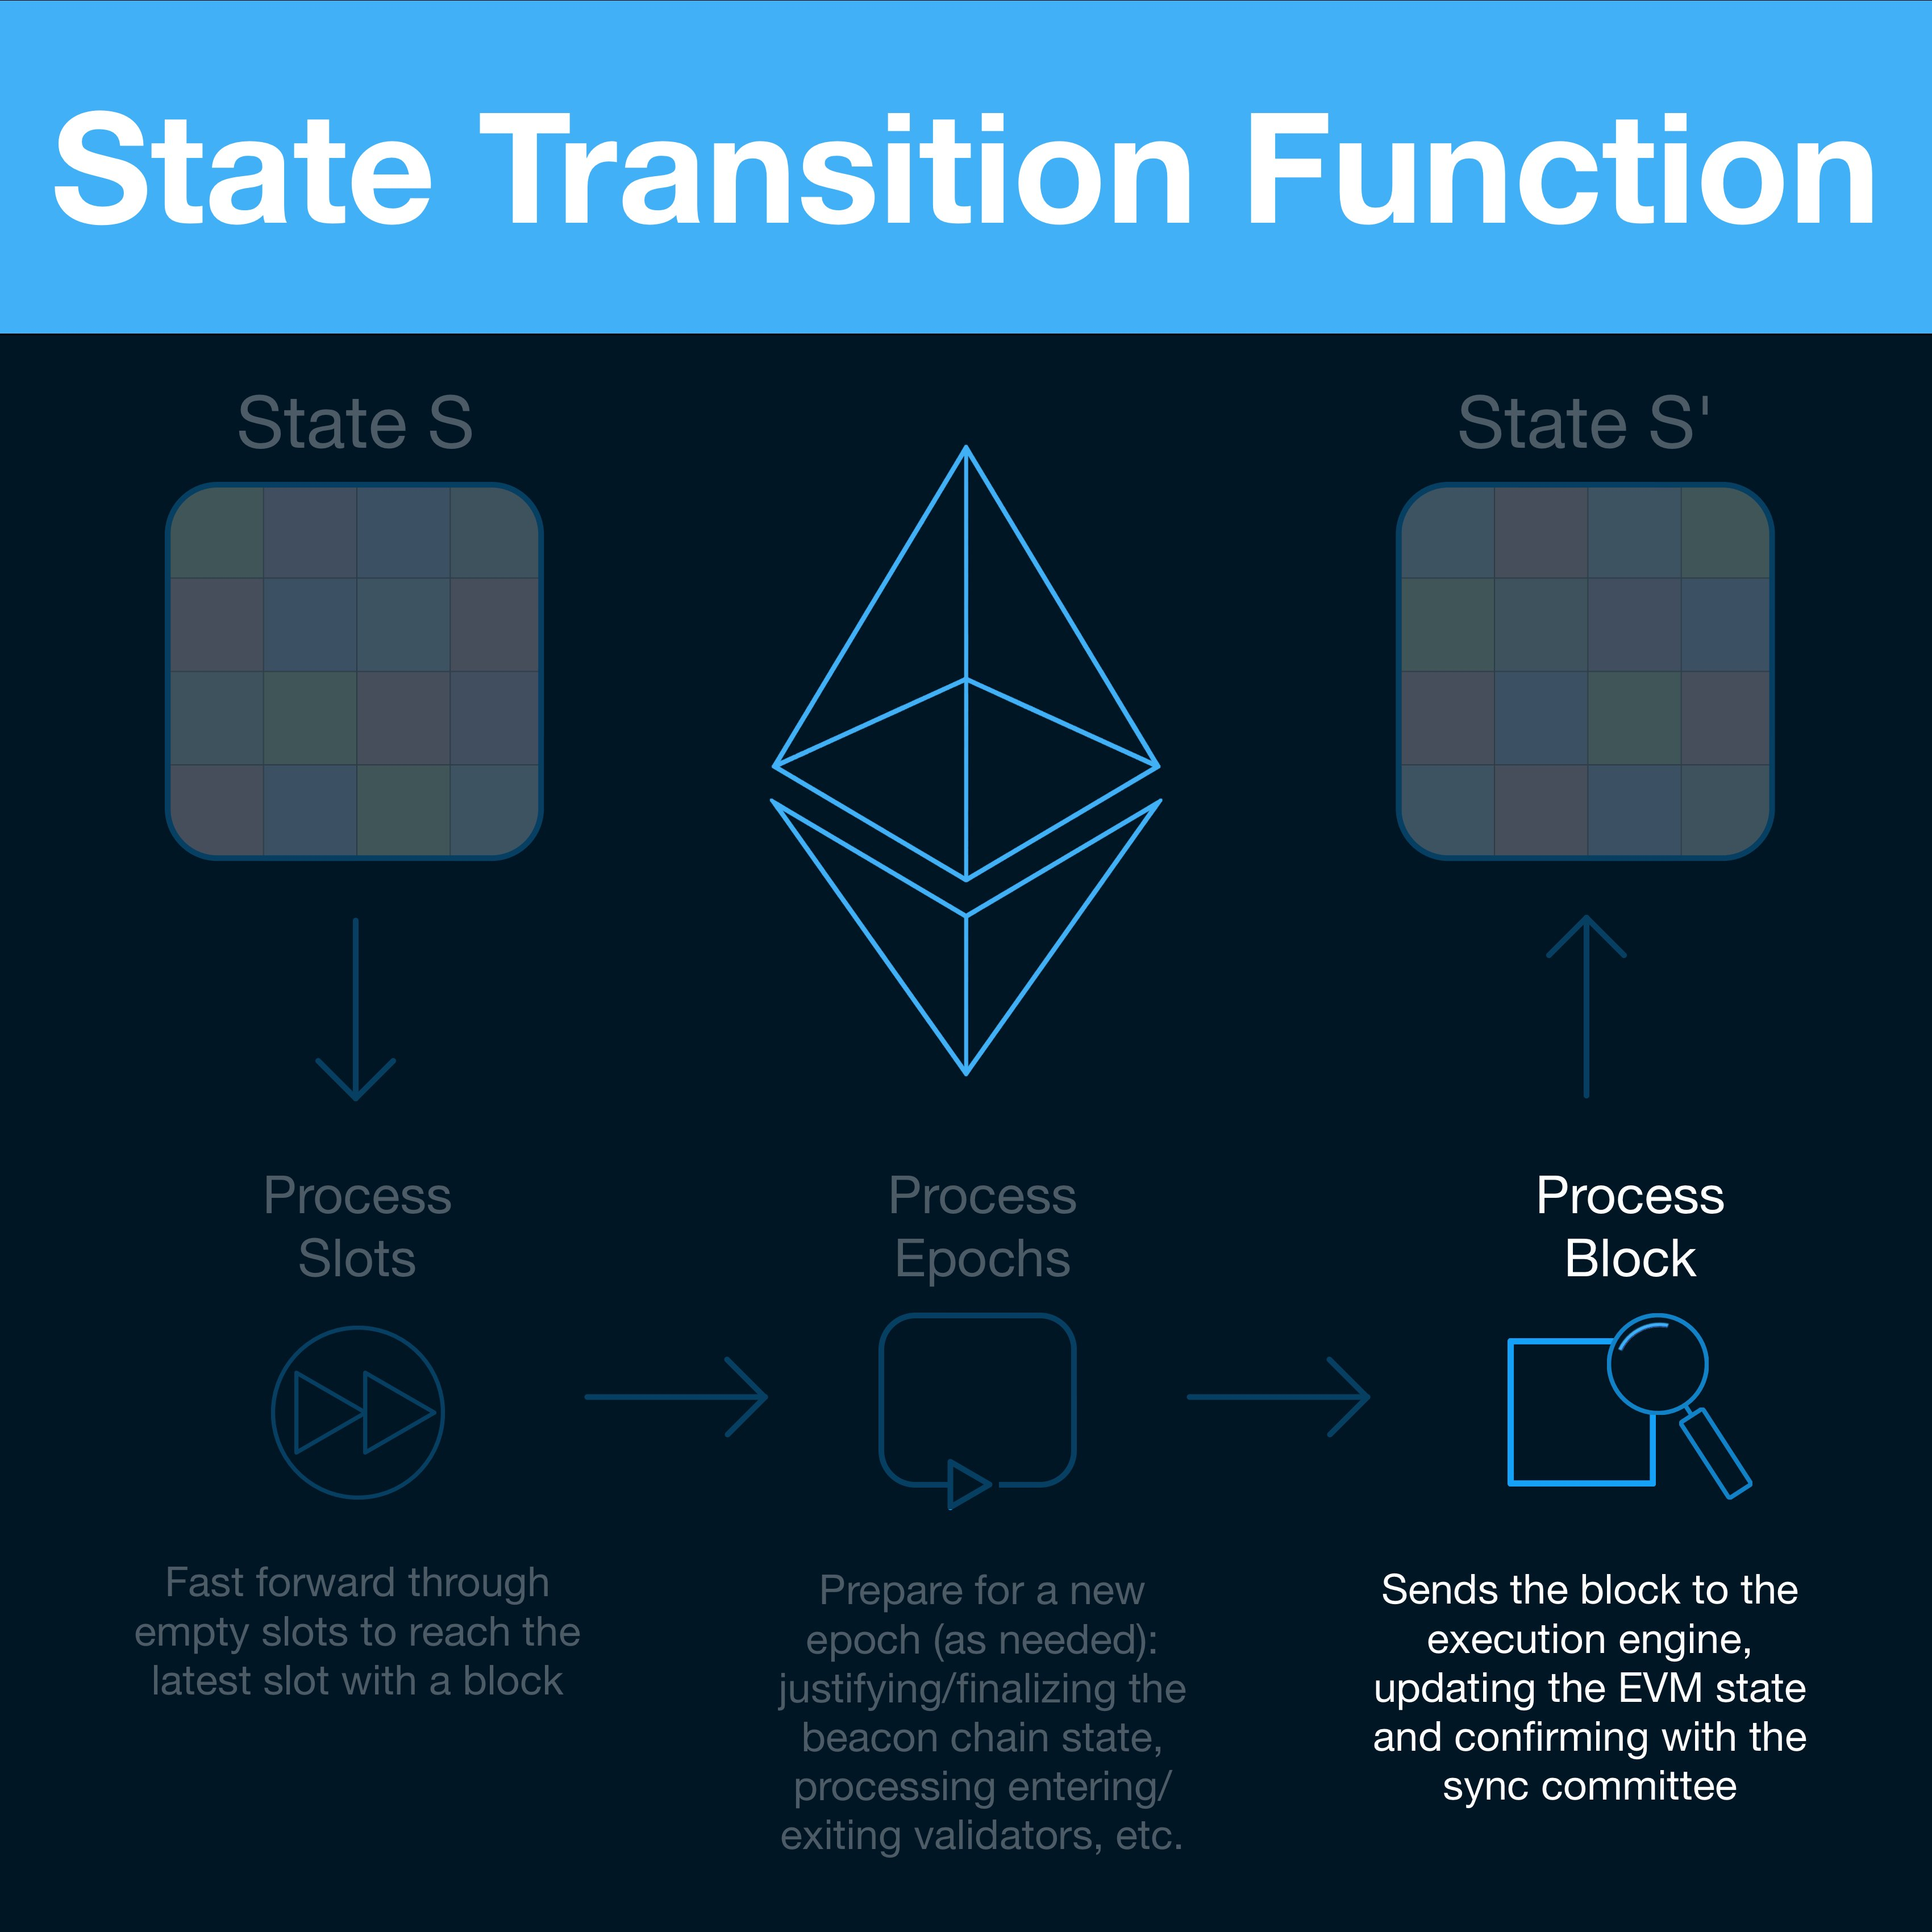 State Transition Function
State S
State S'
Process
Slots
Process
Epochs
Process
Block
Fast forward through
empty slots to reach the
latest slot with a block
Prepare for a new
epoch (as needed):
justifying/finalizing the
beacon chain state,
processing entering/
exiting validators, etc.
Sends the block to the
execution engine,
updating the EVM state
and confirming with the
sync committee